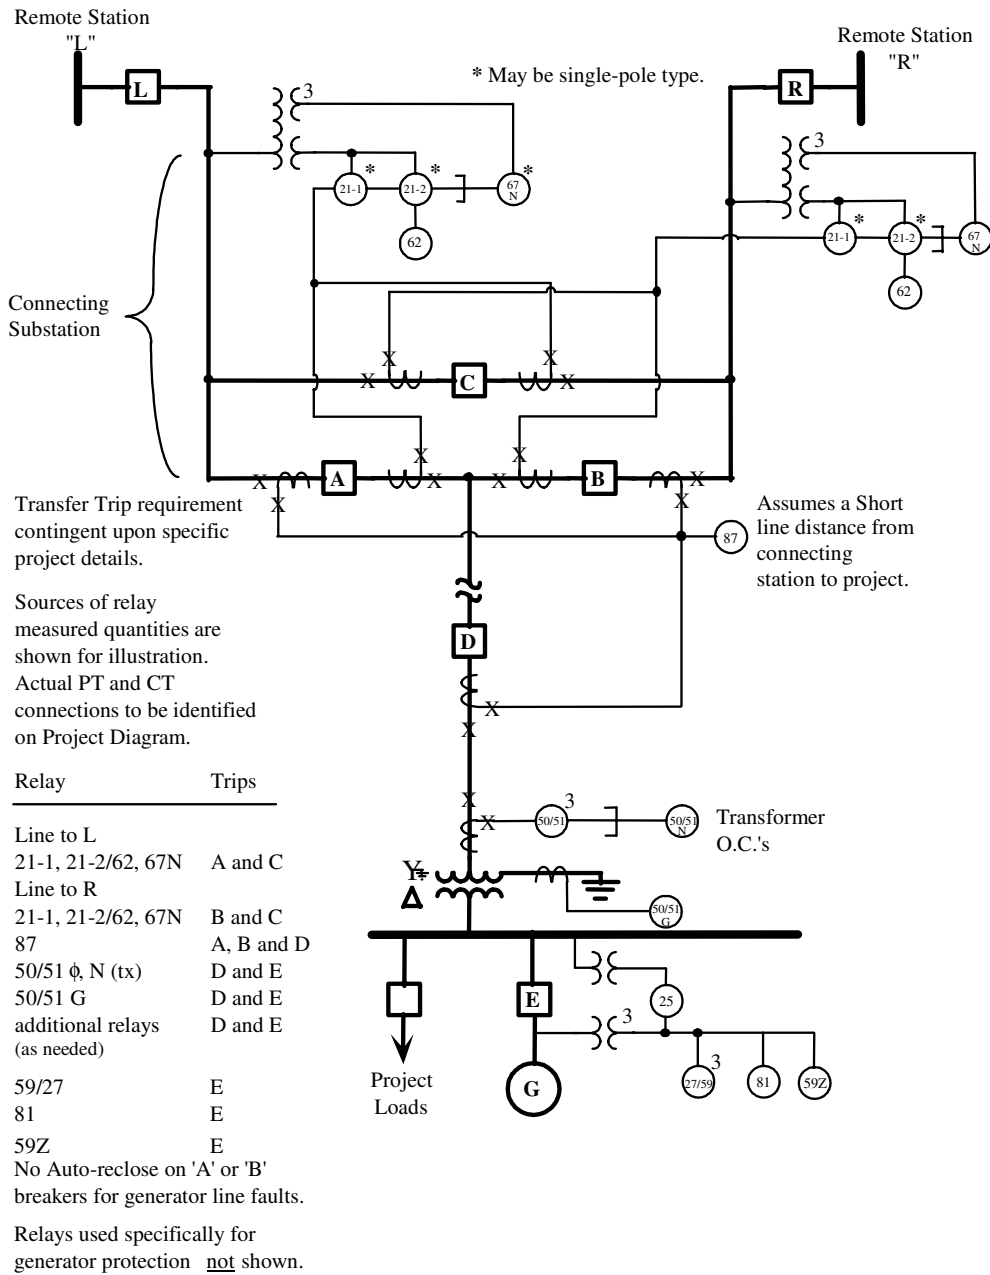 Remote Station
"L"
Remote Station
"R"
* May be single-pole type.
L
R
3
3
21-1
*
21-2
*
67
N
*
62
21-1
*
21-2
*
67
N
62
Connecting
Substation
X
X
X
C
X
X
X
X
X
X
A
X
B
X
X
Transfer Trip requirement
contingent upon specific
project details.
87
Assumes a Short
line distance from
connecting
station to project.
Sources of relay
measured quantities are
shown for illustration.
Actual PT and CT
connections to be identified
on Project Diagram.
D
X
X
X
X
50/51
3
50/51
N
Transformer
O.C.'s
Y
Δ
50/51
G
Relay Trips
Line to L
21-1, 21-2/62, 67N A and C
Line to R
21-1, 21-2/62, 67N B and C
87 A, B and D
50/51 ϕ, N (tx) D and E
50/51 G D and E
additional relays D and E
(as needed)
59/27 E
81 E
59Z E
No Auto-reclose on 'A' or 'B'
breakers for generator line faults.
Relays used specifically for
generator protection not shown.
E
25
3
3
27/59
81
59Z
Project
Loads
G